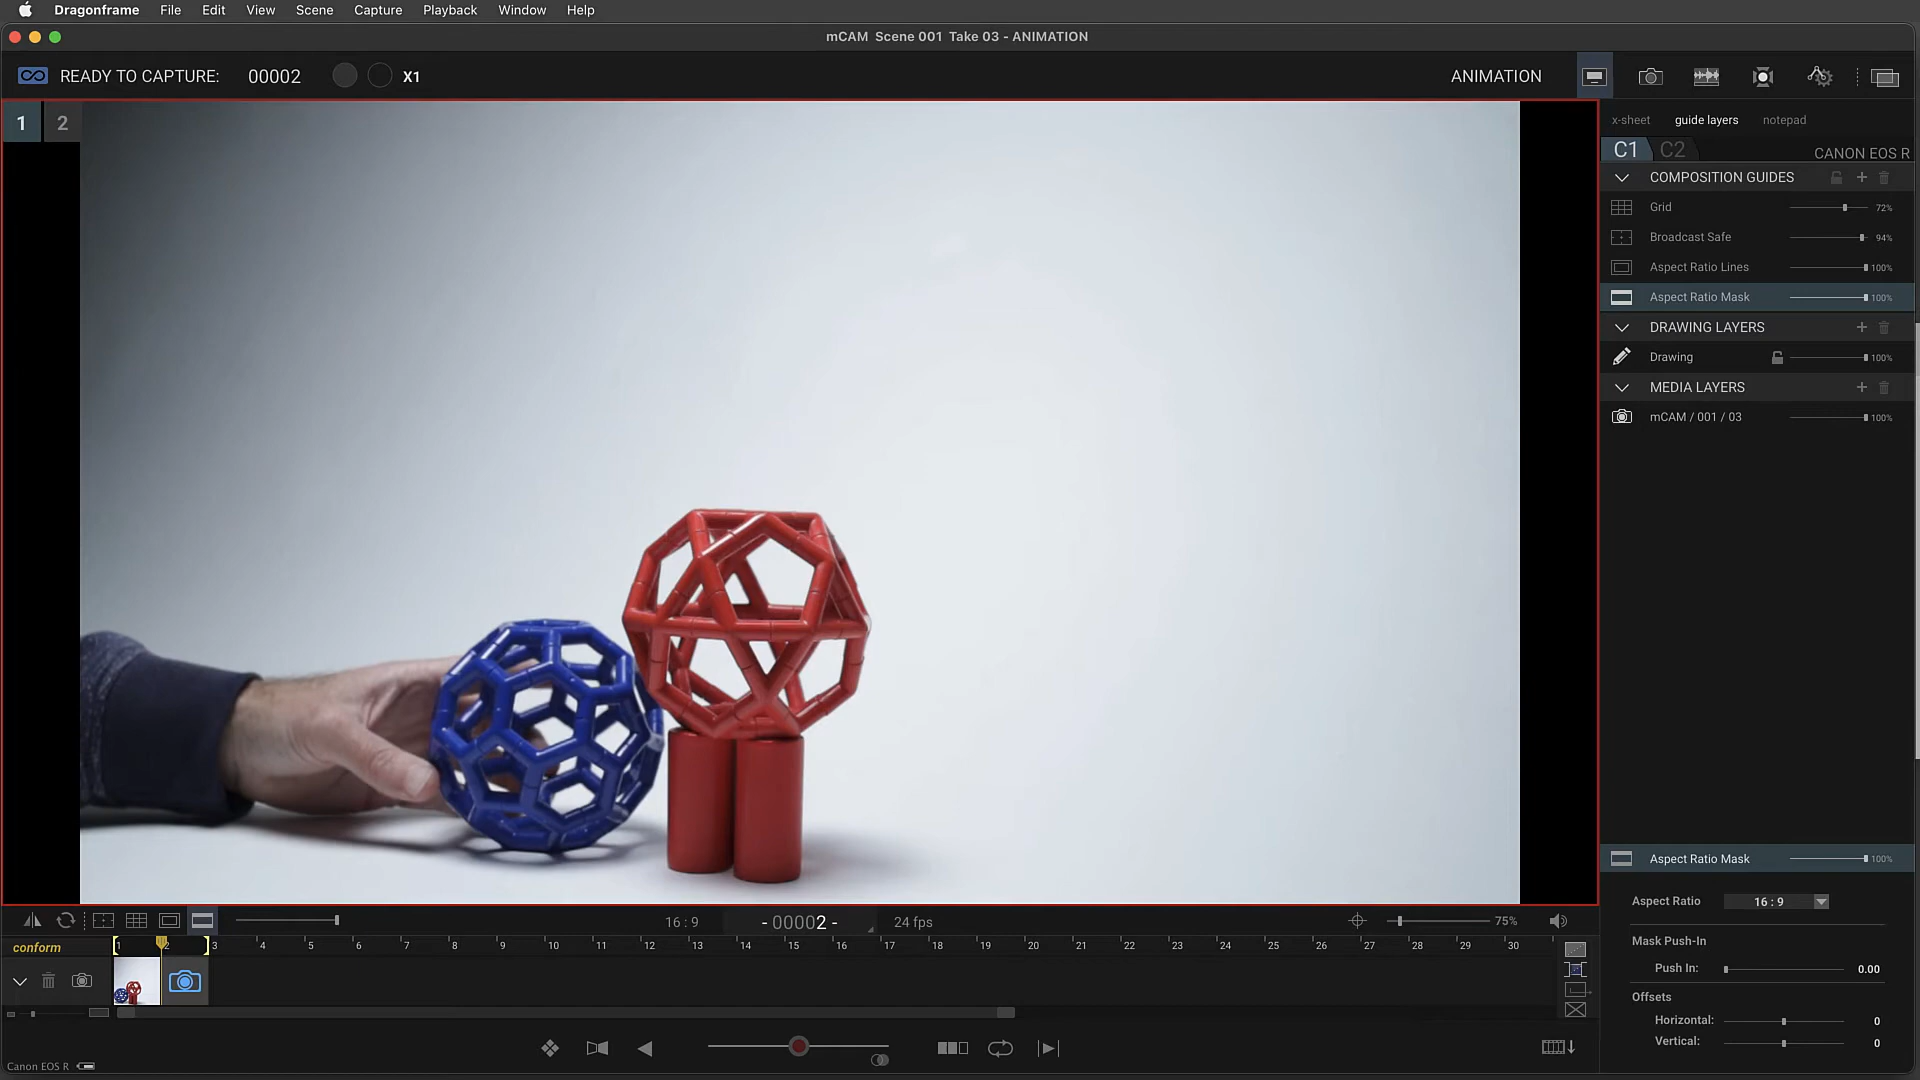 Dragonframe File Edit View Scene Capture Playback Window Help
mCAM Scene 001 Take 03 - ANIMATION
READY TO CAPTURE: 00002 X1 ANIMATION
1 2
x-sheet guide layers notepad
C1 C2 CANON EOS R
COMPOSITION GUIDES
Grid 72%
Broadcast Safe 94%
Aspect Ratio Lines 100%
Aspect Ratio Mask 100%
DRAWING LAYERS
Drawing 100%
MEDIA LAYERS
mCAM / 001 / 03 100%
Aspect Ratio Mask 100%
Aspect Ratio 16 : 9
Mask Push-In
Push In: 0.00
Offsets
Horizontal: 0
Vertical: 0
16 : 9 - 00002 - 24 fps 75%
conform 1 2 3 4 5 6 7 8 9 10 11 12 13 14 15 16 17 18 19 20 21 22 23 24 25 26 27 28 29 30
Canon EOS R